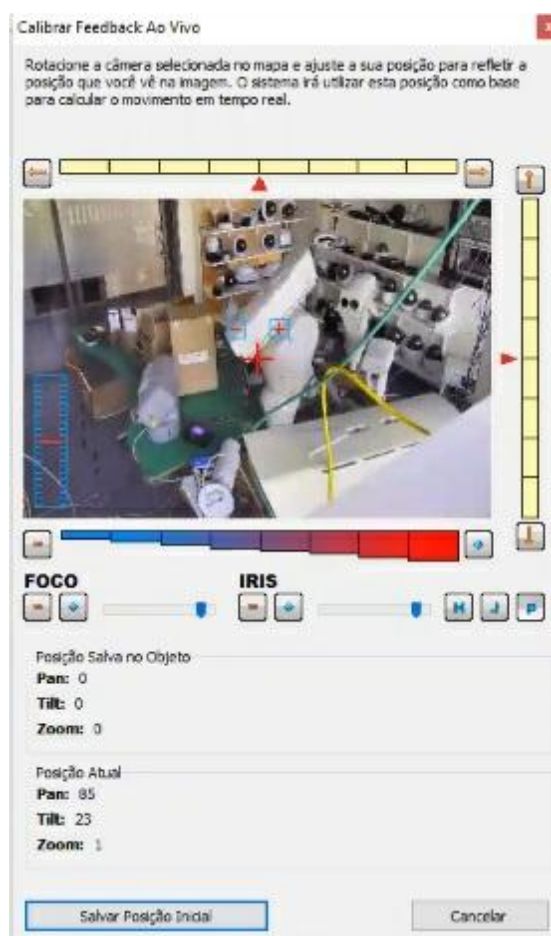 Calibrar Feedback Ao Vivo
Rotacione a câmera selecionada no mapa e ajuste a sua posição para refletir a
posição que você vê na imagem. O sistema irá utilizar esta posição como base
para calcular o movimento em tempo real.
FOCO IRIS
H J P
Posição Salva no Objeto
Pan: 0
Tilt: 0
Zoom: 0
Posição Atual
Pan: 85
Tilt: 23
Zoom: 1
Salvar Posição Inicial Cancelar